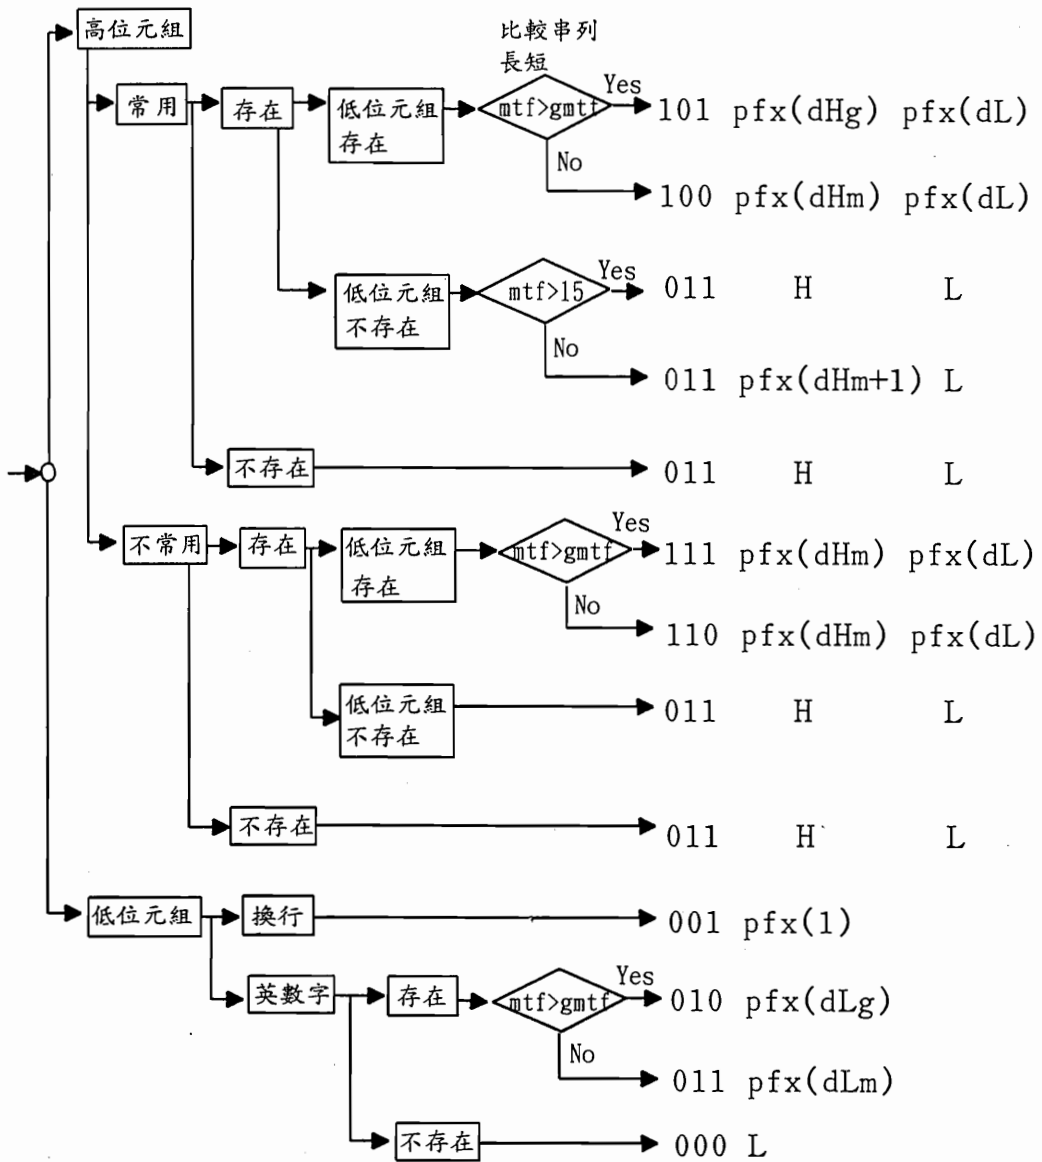 高位元組
比較串列
長短
常用
存在
低位元組
存在
mtf>gmtf
Yes
101 pfx(dHg) pfx(dL)
No
100 pfx(dHm) pfx(dL)
低位元組
不存在
mtf>15
Yes
011 H L
No
011 pfx(dHm+1) L
不存在
011 H L
不常用
存在
低位元組
存在
mtf>gmtf
Yes
111 pfx(dHm) pfx(dL)
No
110 pfx(dHm) pfx(dL)
低位元組
不存在
011 H L
不存在
011 H L
低位元組
換行
001 pfx(1)
英數字
存在
mtf>gmtf
Yes
010 pfx(dLg)
No
011 pfx(dLm)
不存在
000 L